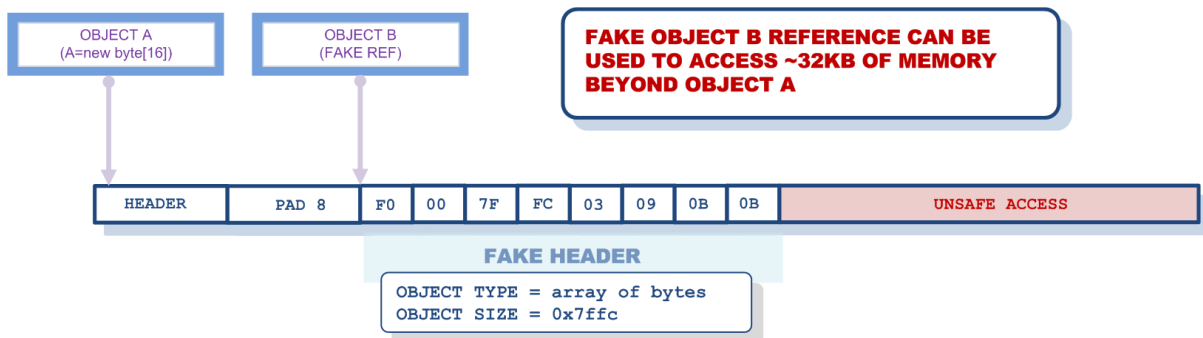 OBJECT A
(A=new byte[16])
OBJECT B
(FAKE REF)
FAKE OBJECT B REFERENCE CAN BE
USED TO ACCESS ~32KB OF MEMORY
BEYOND OBJECT A
HEADER PAD 8 F0 00 7F FC 03 09 0B 0B UNSAFE ACCESS
FAKE HEADER
OBJECT TYPE = array of bytes
OBJECT SIZE = 0x7ffc